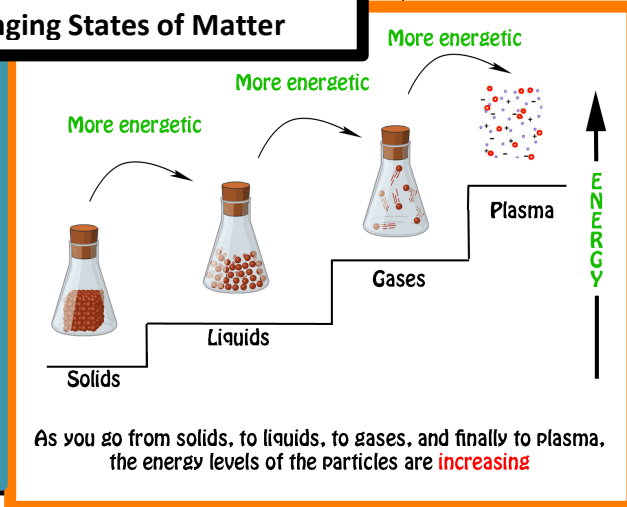 nging States of Matter
More energetic
More energetic
More energetic
Plasma
Gases
Liquids
Solids
ENERGY
As you go from solids, to liquids, to gases, and finally to plasma,
the energy levels of the particles are increasing